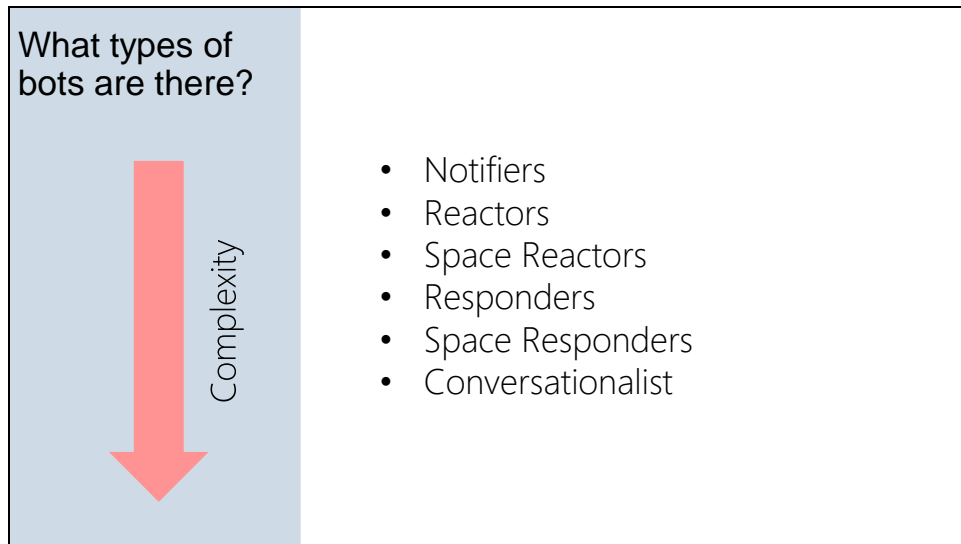 What types of
bots are there?
Complexity
• Notifiers
• Reactors
• Space Reactors
• Responders
• Space Responders
• Conversationalist